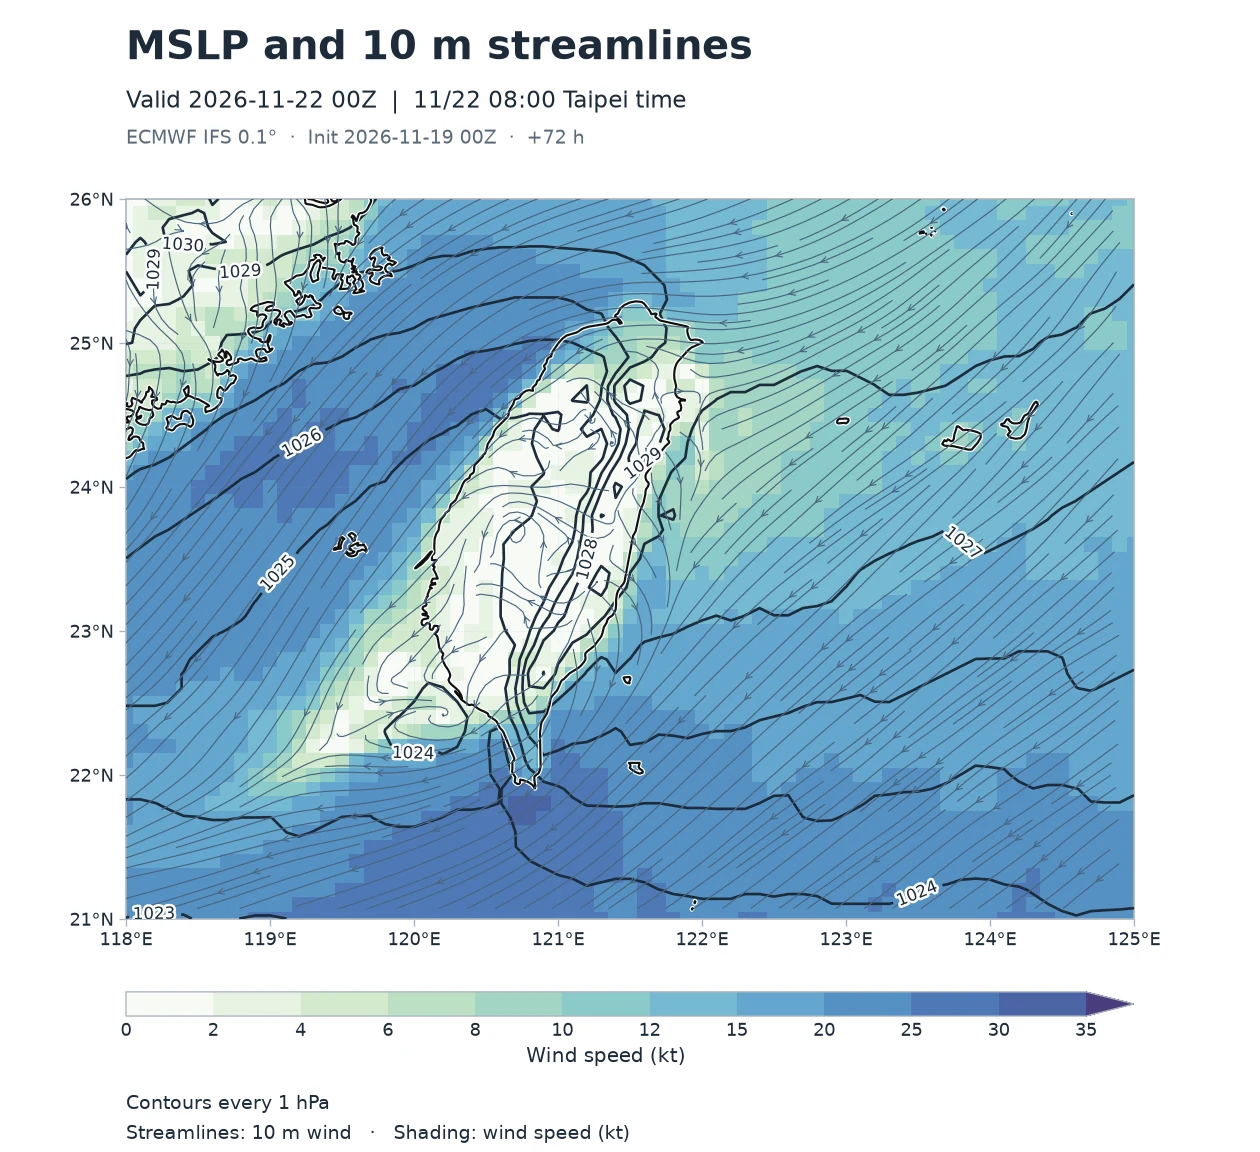 MSLP and 10 m streamlines
Valid 2026-11-22 00Z | 11/22 08:00 Taipei time
ECMWF IFS 0.1° · Init 2026-11-19 00Z · +72 h
26°N
1030
1029
1029
25°N
1026
1029
24°N
1025
1028
1027
23°N
1024
22°N
1024
1023
21°N
118°E 119°E 120°E 121°E 122°E 123°E 124°E 125°E
0 2 4 6 8 10 12 15 20 25 30 35
Wind speed (kt)
Contours every 1 hPa
Streamlines: 10 m wind · Shading: wind speed (kt)